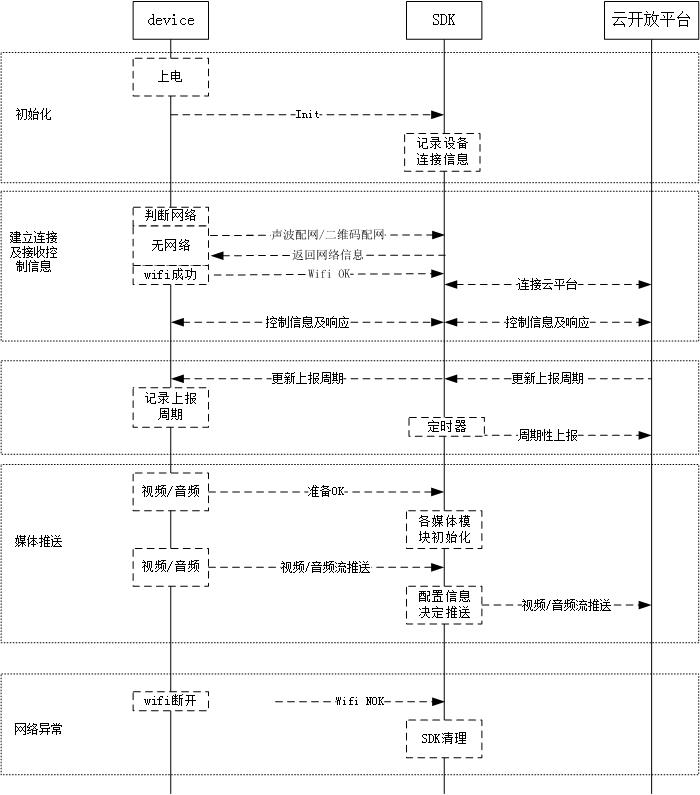 device
SDK
云开放平台
上电
初始化
Init
记录设备
连接信息
判断网络
建立连接
及接收控
制信息
无网络
声波配网/二维码配网
返回网络信息
wifi成功
Wifi OK
连接云平台
控制信息及响应
控制信息及响应
更新上报周期
更新上报周期
记录上报
周期
定时器
周期性上报
视频/音频
准备OK
媒体推送
各媒体模
块初始化
视频/音频
视频/音频流推送
配置信息
决定推送
视频/音频流推送
wifi断开
Wifi NOK
网络异常
SDK清理